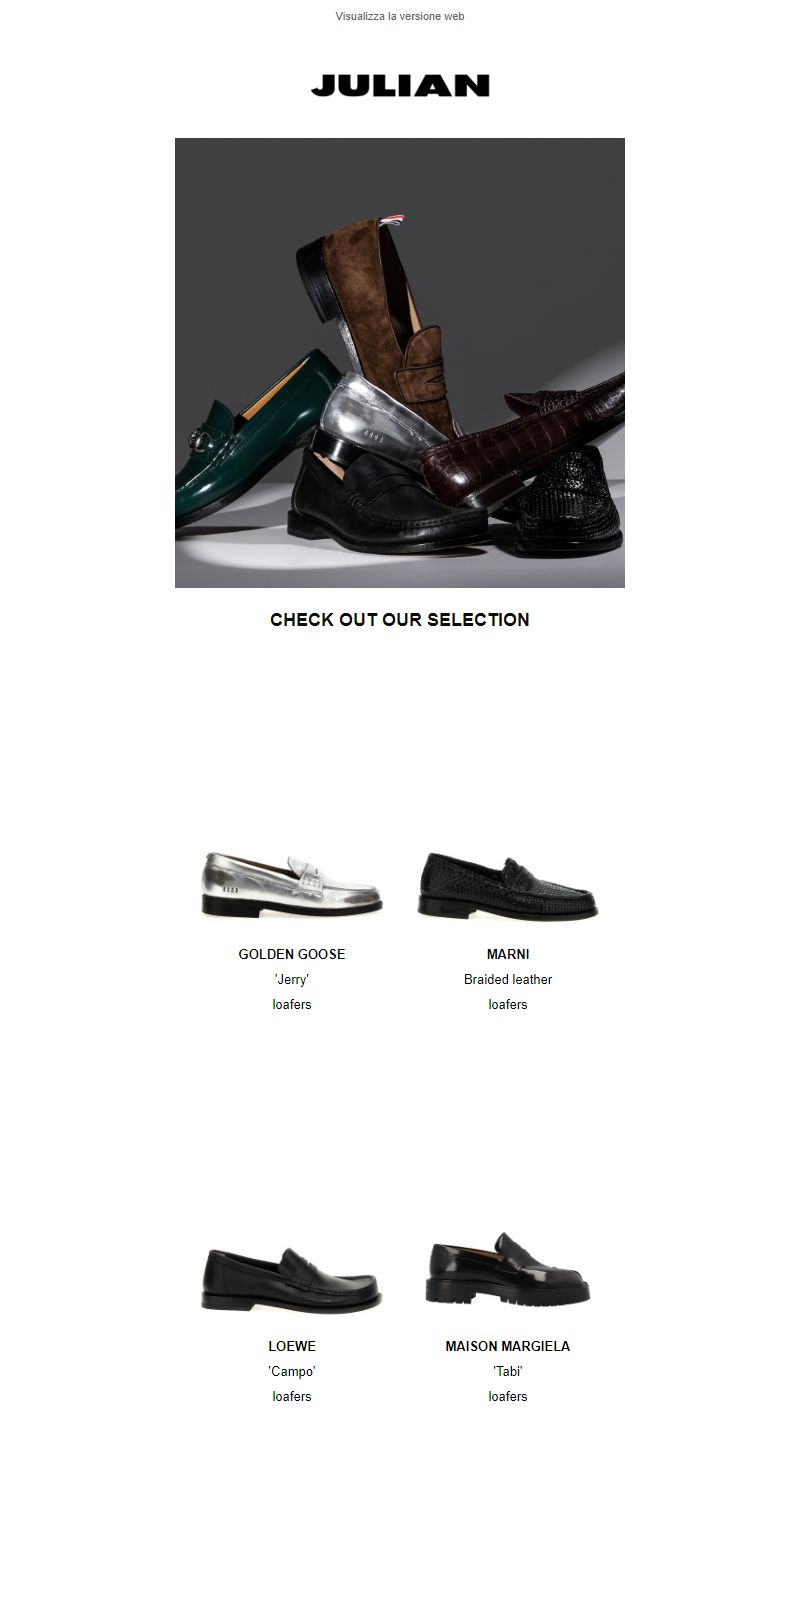 Visualizza la versione web
JULIAN
CHECK OUT OUR SELECTION
GOLDEN GOOSE
'Jerry'
loafers
MARNI
Braided leather
loafers
LOEWE
'Campo'
loafers
MAISON MARGIELA
'Tabi'
loafers